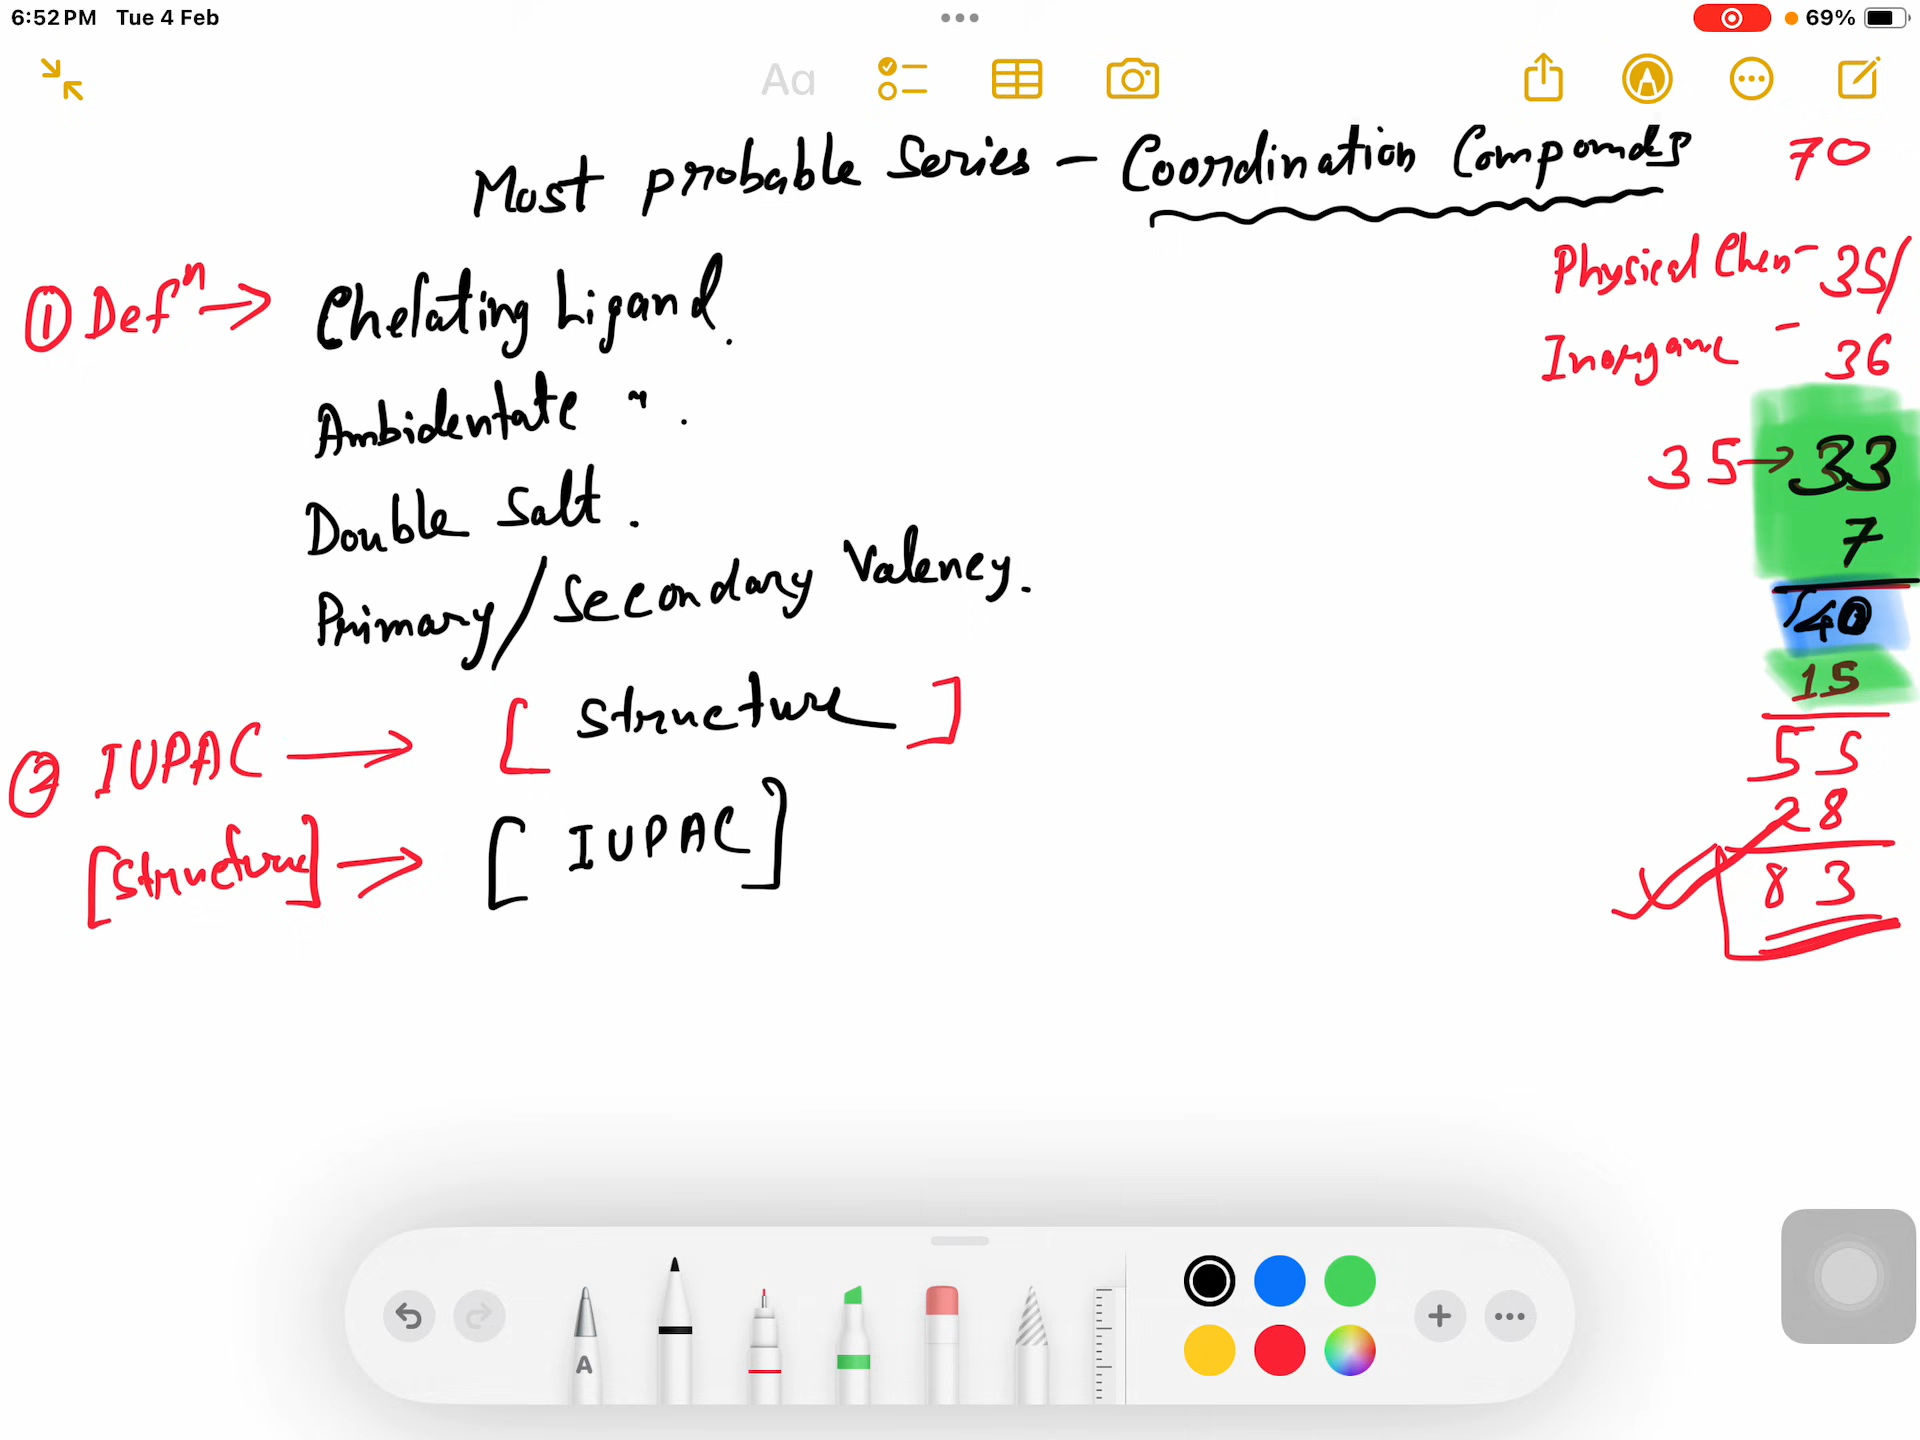 6:52 PM Tue 4 Feb
69%
Aa
Most probable Series - Coordination Compounds
70
Physical Chem - 35/
Inorganic - 36
① Defⁿ → Chelating Ligand.
Ambidentate " .
Double Salt .
Primary/Secondary Valency.
35 → 33
7
40
15
55
28
83
② IUPAC → [ Structure ]
[Structure] → [ IUPAC ]
A